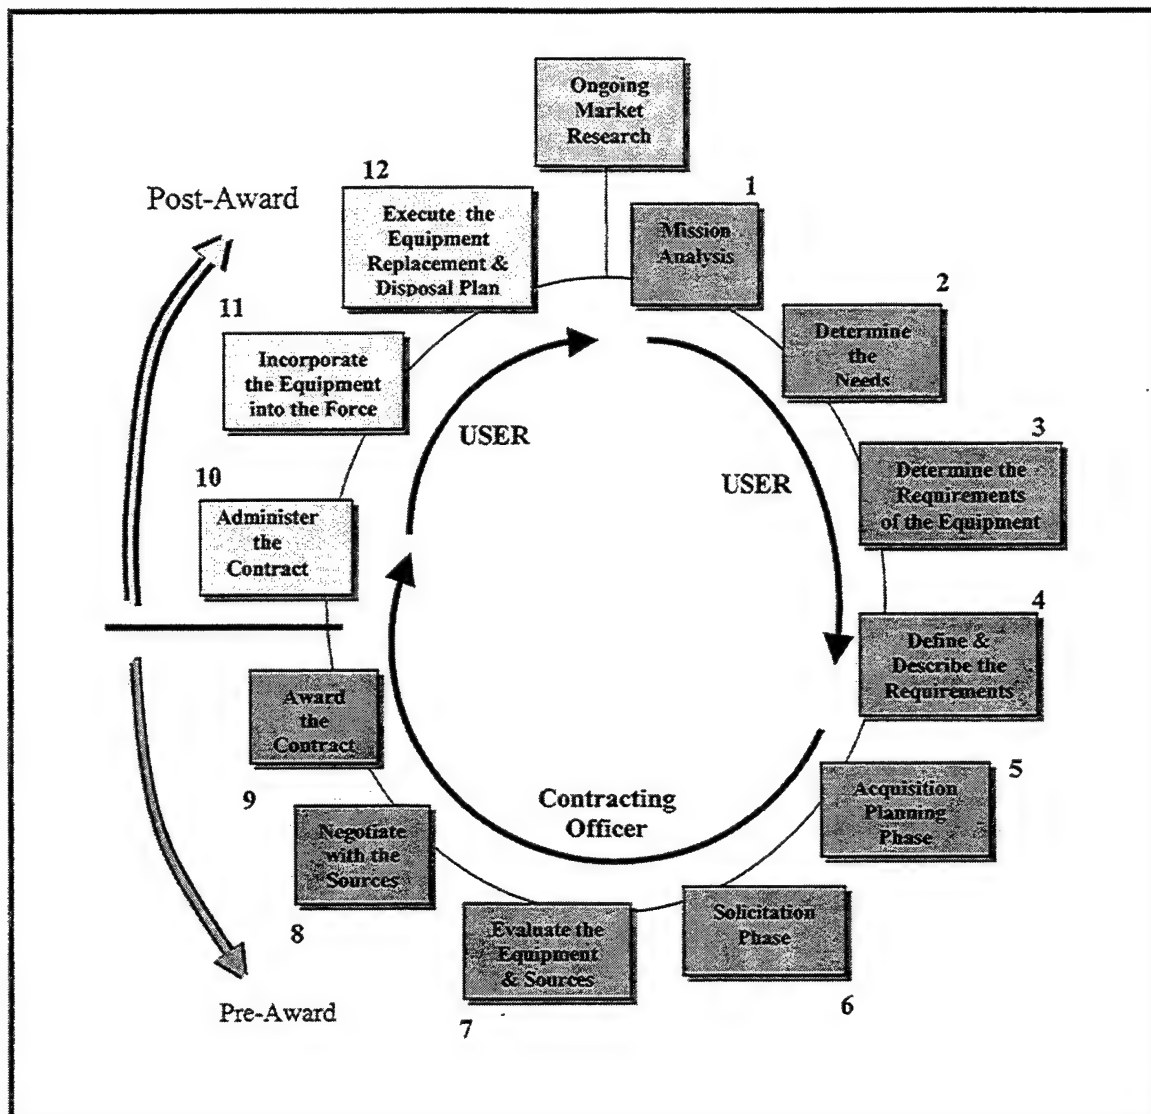 Ongoing
Market
Research
1
Mission
Analysis
2
Determine
the
Needs
3
Determine the
Requirements
of the Equipment
4
Define &
Describe the
Requirements
5
Acquisition
Planning
Phase
6
Solicitation
Phase
7
Evaluate the
Equipment
& Sources
8
Negotiate
with the
Sources
9
Award
the
Contract
10
Administer
the
Contract
11
Incorporate
the Equipment
into the Force
12
Execute the
Equipment
Replacement &
Disposal Plan
Post-Award
Pre-Award
USER
USER
Contracting
Officer